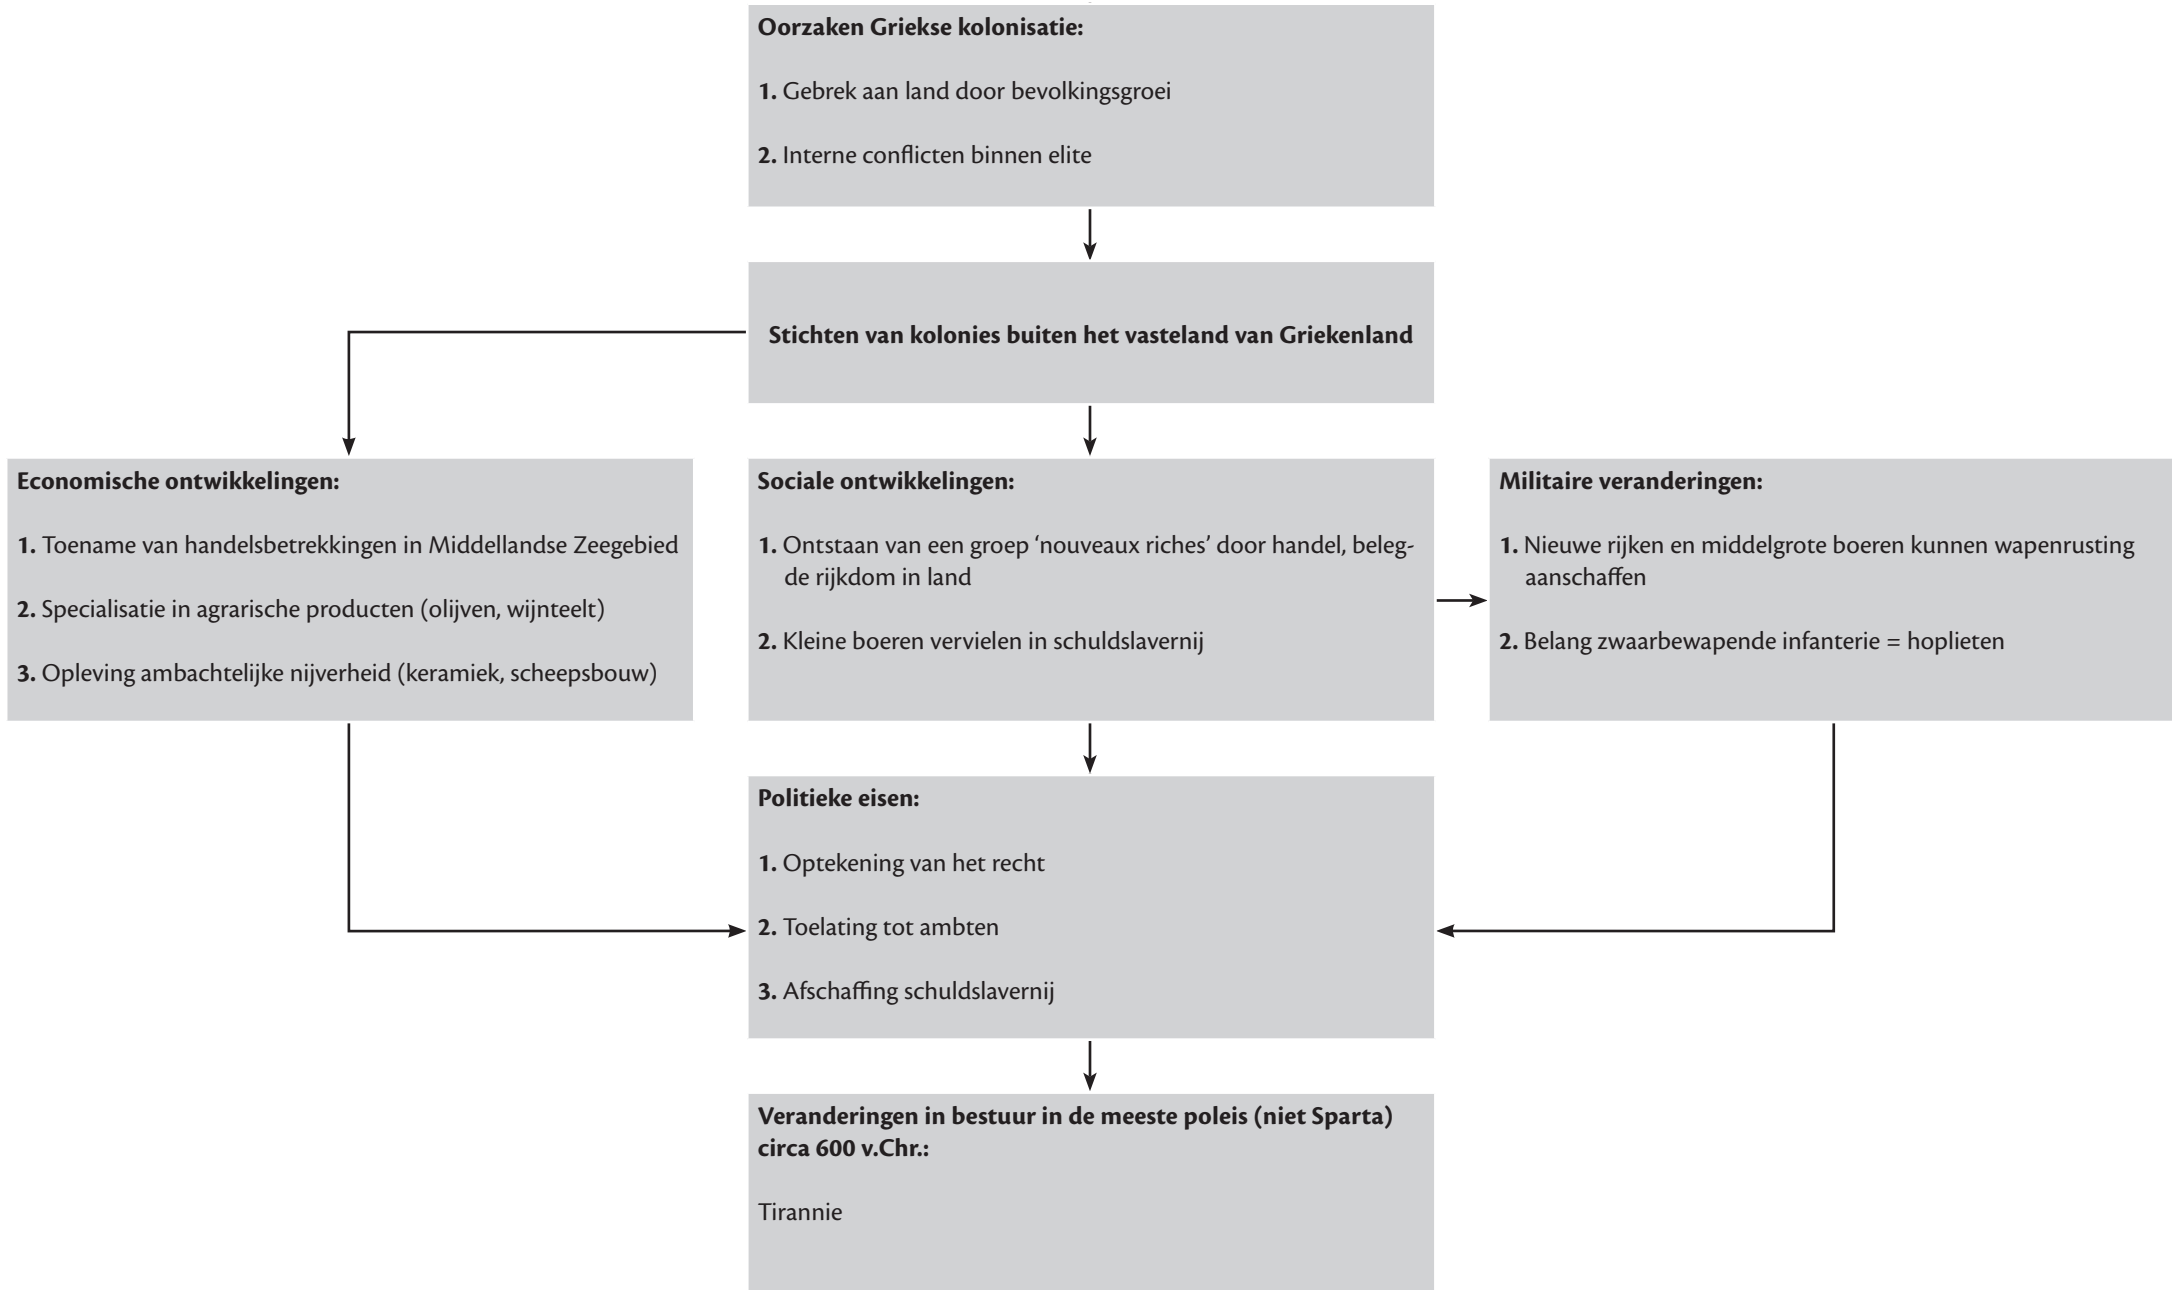 Oorzaken Griekse kolonisatie:
1. Gebrek aan land door bevolkingsgroei
2. Interne conflicten binnen elite
Stichten van kolonies buiten het vasteland van Griekenland
Economische ontwikkelingen:
1. Toename van handelsbetrekkingen in Middellandse Zeegebied
2. Specialisatie in agrarische producten (olijven, wijnteelt)
3. Opleving ambachtelijke nijverheid (keramiek, scheepsbouw)
Sociale ontwikkelingen:
1. Ontstaan van een groep ‘nouveaux riches’ door handel, beleg-
de rijkdom in land
2. Kleine boeren vervielen in schuldslavernij
Militaire veranderingen:
1. Nieuwe rijken en middelgrote boeren kunnen wapenrusting
aanschaffen
2. Belang zwaarbewapende infanterie = hoplieten
Politieke eisen:
1. Optekening van het recht
2. Toelating tot ambten
3. Afschaffing schuldslavernij
Veranderingen in bestuur in de meeste poleis (niet Sparta)
circa 600 v.Chr.:
Tirannie